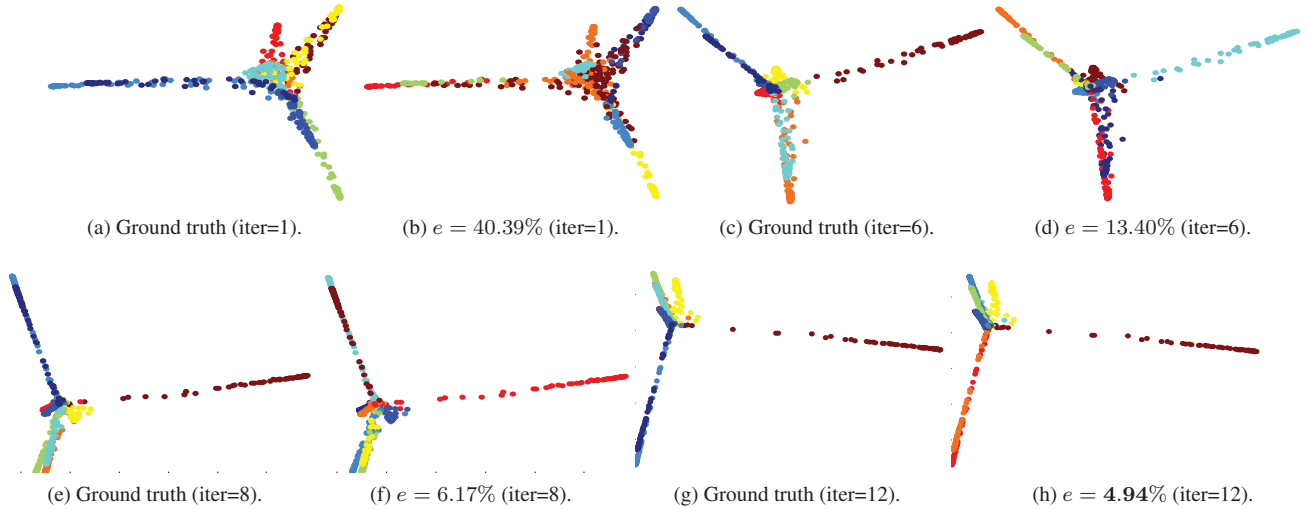 (a) Ground truth (iter=1).
(b) e = 40.39% (iter=1).
(c) Ground truth (iter=6).
(d) e = 13.40% (iter=6).
(e) Ground truth (iter=8).
(f) e = 6.17% (iter=8).
(g) Ground truth (iter=12).
(h) e = 4.94% (iter=12).